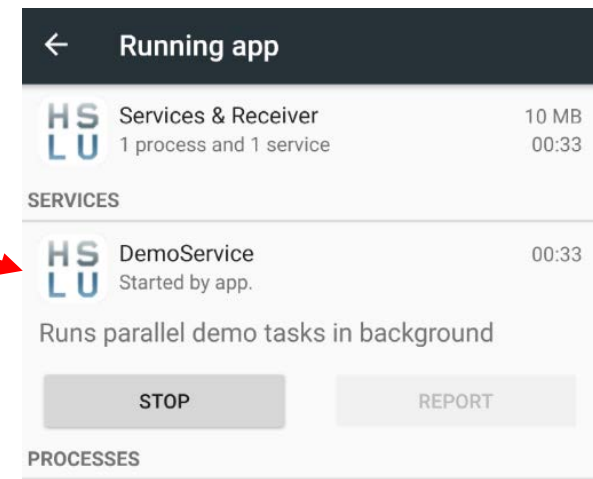 Running app
HS Services & Receiver 10 MB
LU 1 process and 1 service 00:33
SERVICES
HS DemoService 00:33
LU Started by app.
Runs parallel demo tasks in background
STOP REPORT
PROCESSES